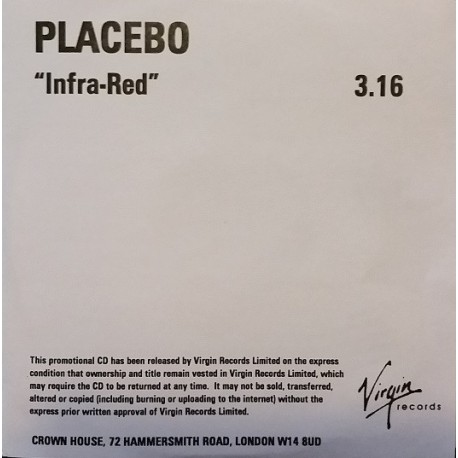 PLACEBO
“Infra-Red” 3.16
This promotional CD has been released by Virgin Records Limited on the express
condition that ownership and title remain vested in Virgin Records Limited, which
may require the CD to be returned at any time. It may not be sold, transferred,
altered or copied (including burning or uploading to the internet) without the
express prior written approval of Virgin Records Limited.
Virgin
records
CROWN HOUSE, 72 HAMMERSMITH ROAD, LONDON W14 8UD